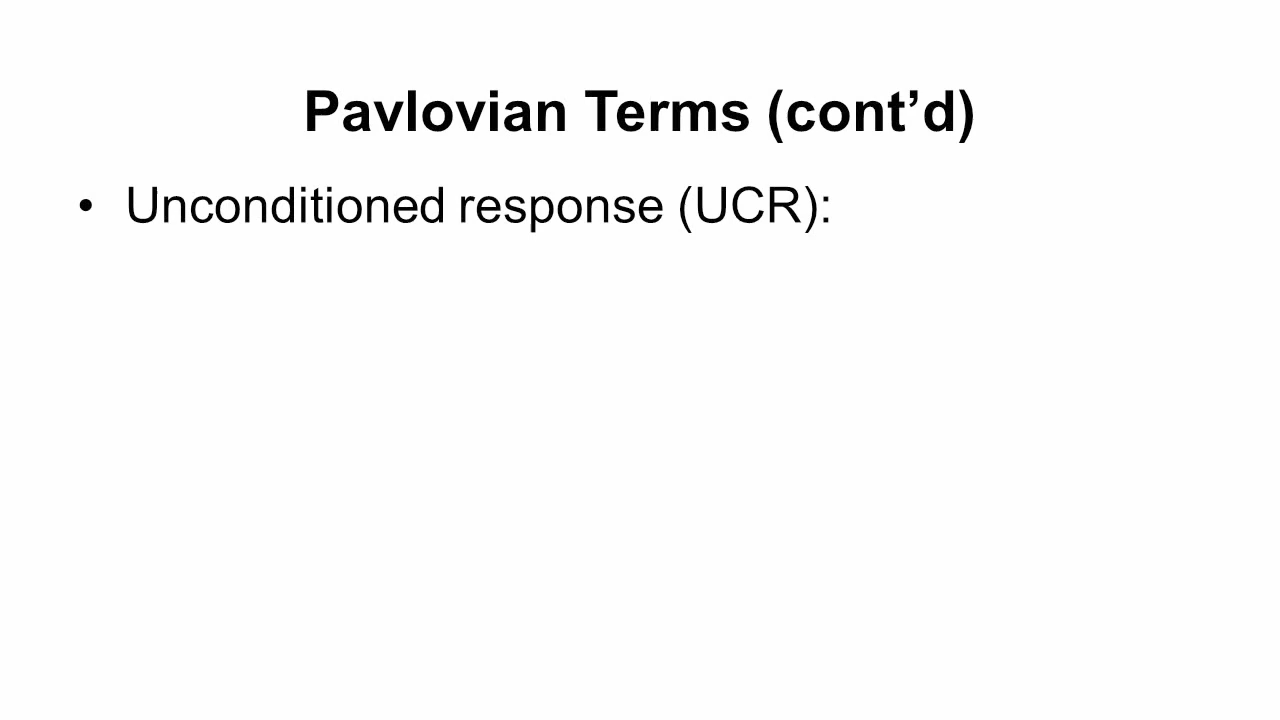 Pavlovian Terms (cont’d)
• Unconditioned response (UCR):